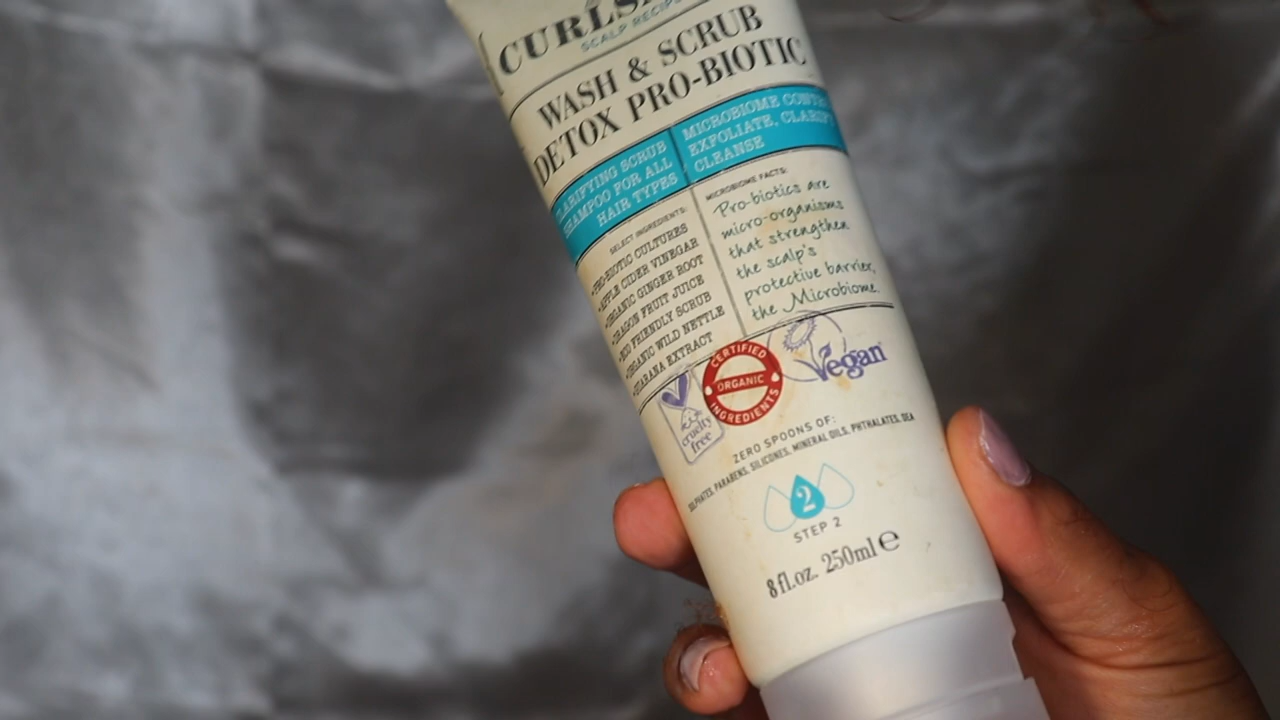 CURLS
SCALP RECIP
WASH & SCRUB
DETOX PRO-BIOTIC
LARIFYING SCRUB
SHAMPOO FOR ALL
HAIR TYPES
MICROBIOME CONT
EXFOLIATE, CLARIFY
CLEANSE
SELECT INGREDIENTS:
•PRO-BIOTIC CULTURES
•APPLE CIDER VINEGAR
•ORGANIC GINGER ROOT
•DRAGON FRUIT JUICE
•ECO FRIENDLY SCRUB
•ORGANIC WILD NETTLE
•GUARANA EXTRACT
MICROBIOME FACTS:
Pro-biotics are
micro-organisms
that strengthen
the scalp's
protective barrier,
the Microbiome.
cruelty
free
CERTIFIED
ORGANIC
INGREDIENTS
Vegan
ZERO SPOONS OF:
SULPHATES, PARABENS, SILICONES, MINERAL OILS, PHTHALATES, DEA
2
STEP 2
8 fl.oz. 250ml ℮